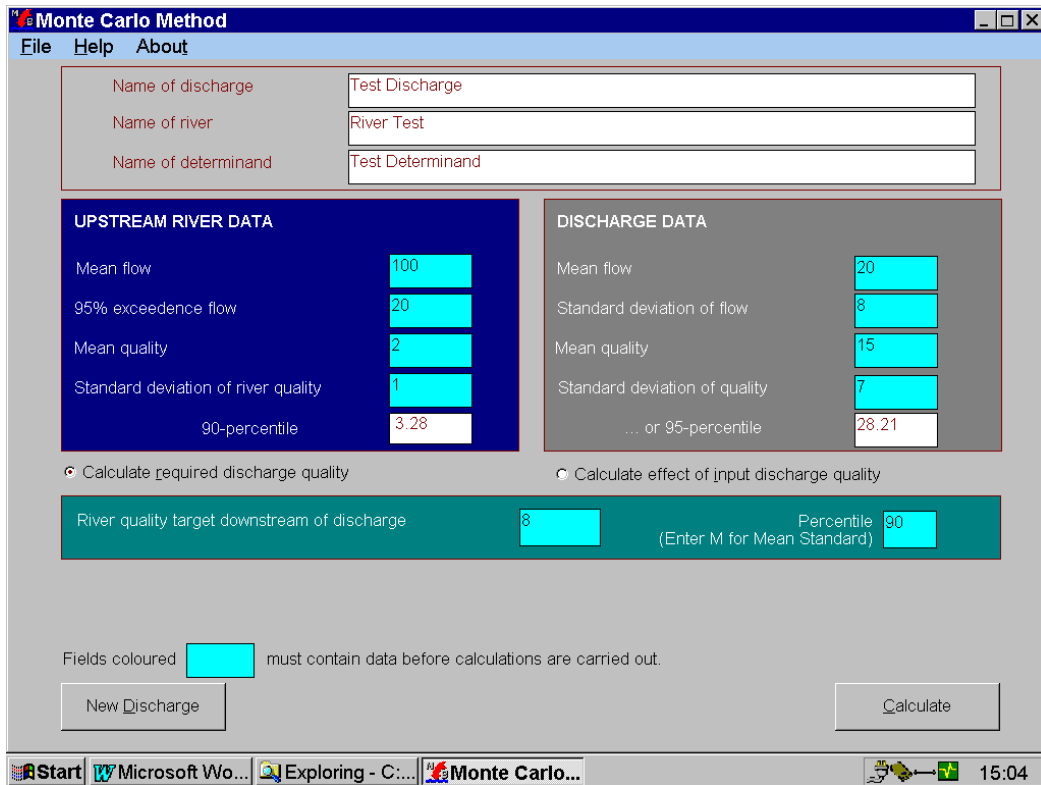 Monte Carlo Method
File Help About
Name of discharge Test Discharge
Name of river River Test
Name of determinand Test Determinand
UPSTREAM RIVER DATA
Mean flow 100
95% exceedence flow 20
Mean quality 2
Standard deviation of river quality 1
90-percentile 3.28
DISCHARGE DATA
Mean flow 20
Standard deviation of flow 8
Mean quality 15
Standard deviation of quality 7
... or 95-percentile 28.21
Calculate required discharge quality
Calculate effect of input discharge quality
River quality target downstream of discharge 8
Percentile 90
(Enter M for Mean Standard)
Fields coloured must contain data before calculations are carried out.
New Discharge
Calculate
Start Microsoft Wo... Exploring - C:... Monte Carlo... 15:04